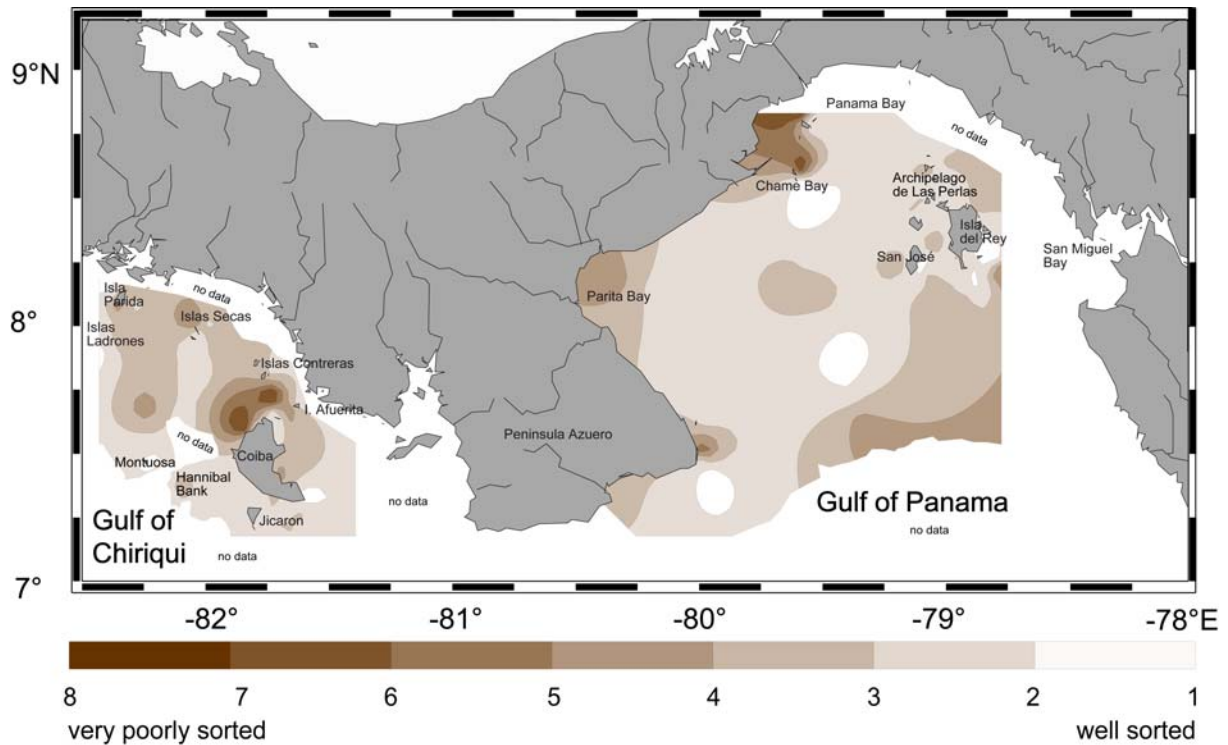 9°N
8°
7°
Panama Bay
no data
Chame Bay
Archipelago
de Las Perlas
Isla
del Rey
San José
San Miguel
Bay
Parita Bay
Isla
Parida
no data
Islas Secas
Islas
Ladrones
Islas Contreras
I. Afuerita
no data
Peninsula Azuero
Montuosa
Coiba
Hannibal
Bank
no data
Gulf of Panama
no data
Gulf of
Chiriqui
Jicaron
no data
-82° -81° -80° -79° -78°E
8 7 6 5 4 3 2 1
very poorly sorted well sorted